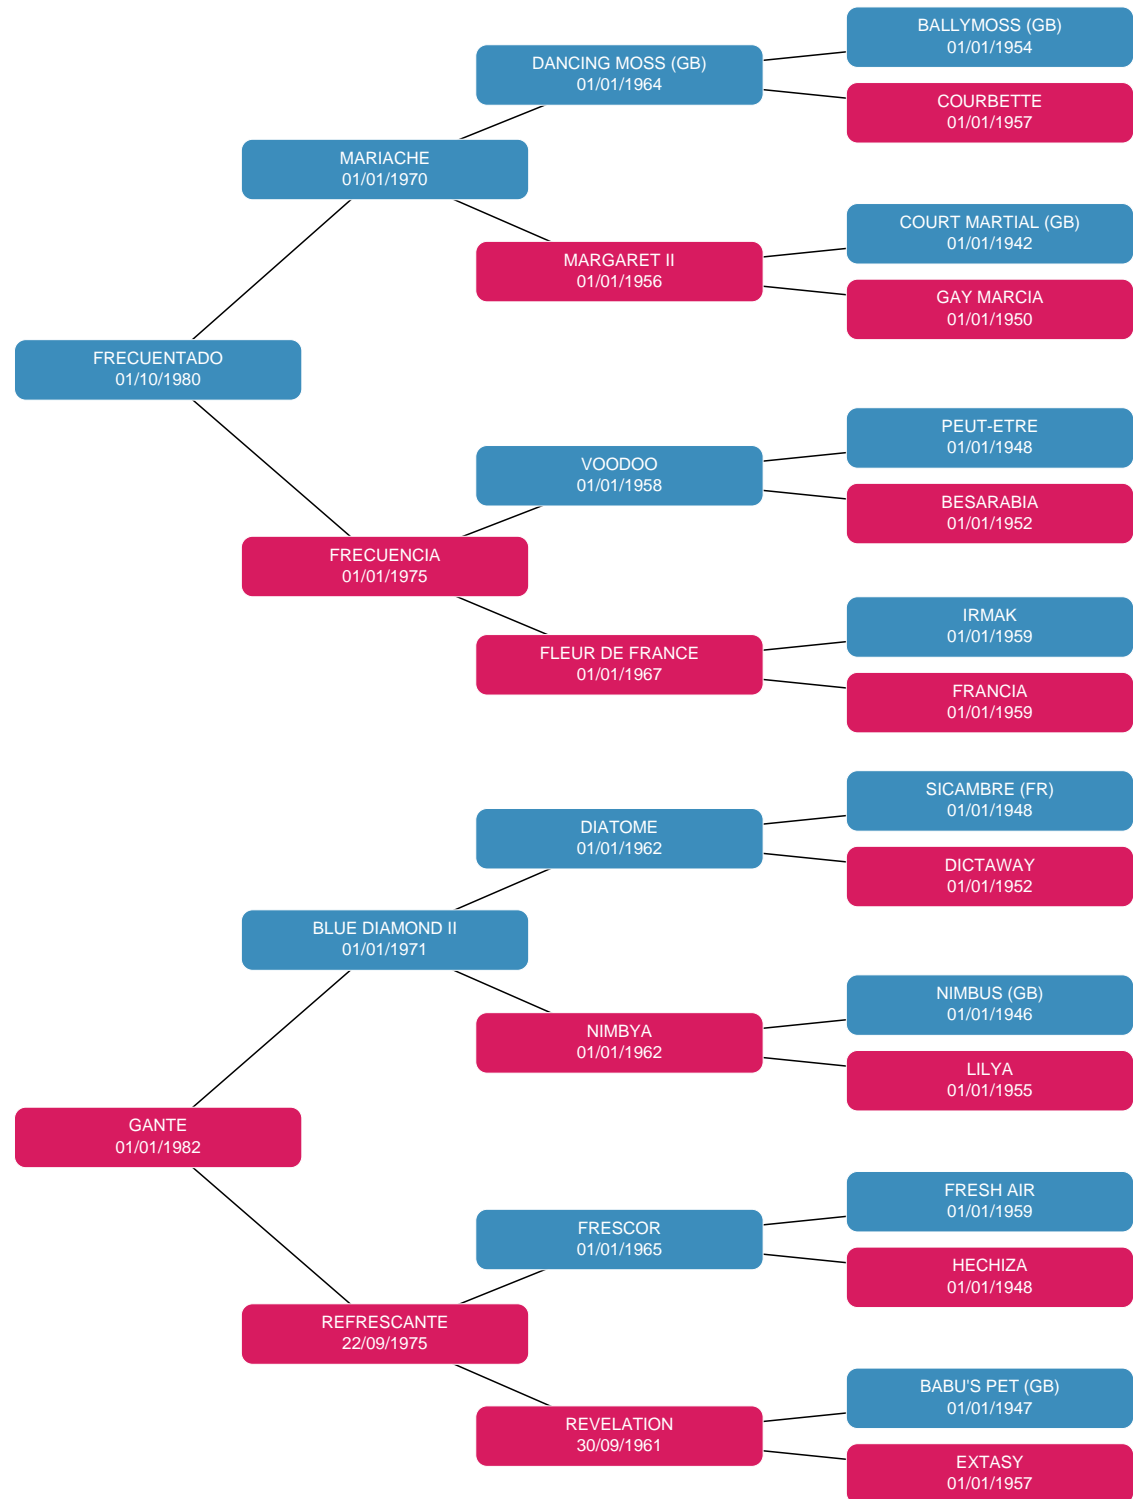 BALLYMOSS (GB)
01/01/1954
DANCING MOSS (GB)
01/01/1964
COURBETTE
01/01/1957
MARIACHE
01/01/1970
COURT MARTIAL (GB)
01/01/1942
MARGARET II
01/01/1956
GAY MARCIA
01/01/1950
FRECUENTADO
01/10/1980
PEUT-ETRE
01/01/1948
VOODOO
01/01/1958
BESARABIA
01/01/1952
FRECUENCIA
01/01/1975
IRMAK
01/01/1959
FLEUR DE FRANCE
01/01/1967
FRANCIA
01/01/1959
SICAMBRE (FR)
01/01/1948
DIATOME
01/01/1962
DICTAWAY
01/01/1952
BLUE DIAMOND II
01/01/1971
NIMBUS (GB)
01/01/1946
NIMBYA
01/01/1962
LILYA
01/01/1955
GANTE
01/01/1982
FRESH AIR
01/01/1959
FRESCOR
01/01/1965
HECHIZA
01/01/1948
REFRESCANTE
22/09/1975
BABU'S PET (GB)
01/01/1947
REVELATION
30/09/1961
EXTASY
01/01/1957